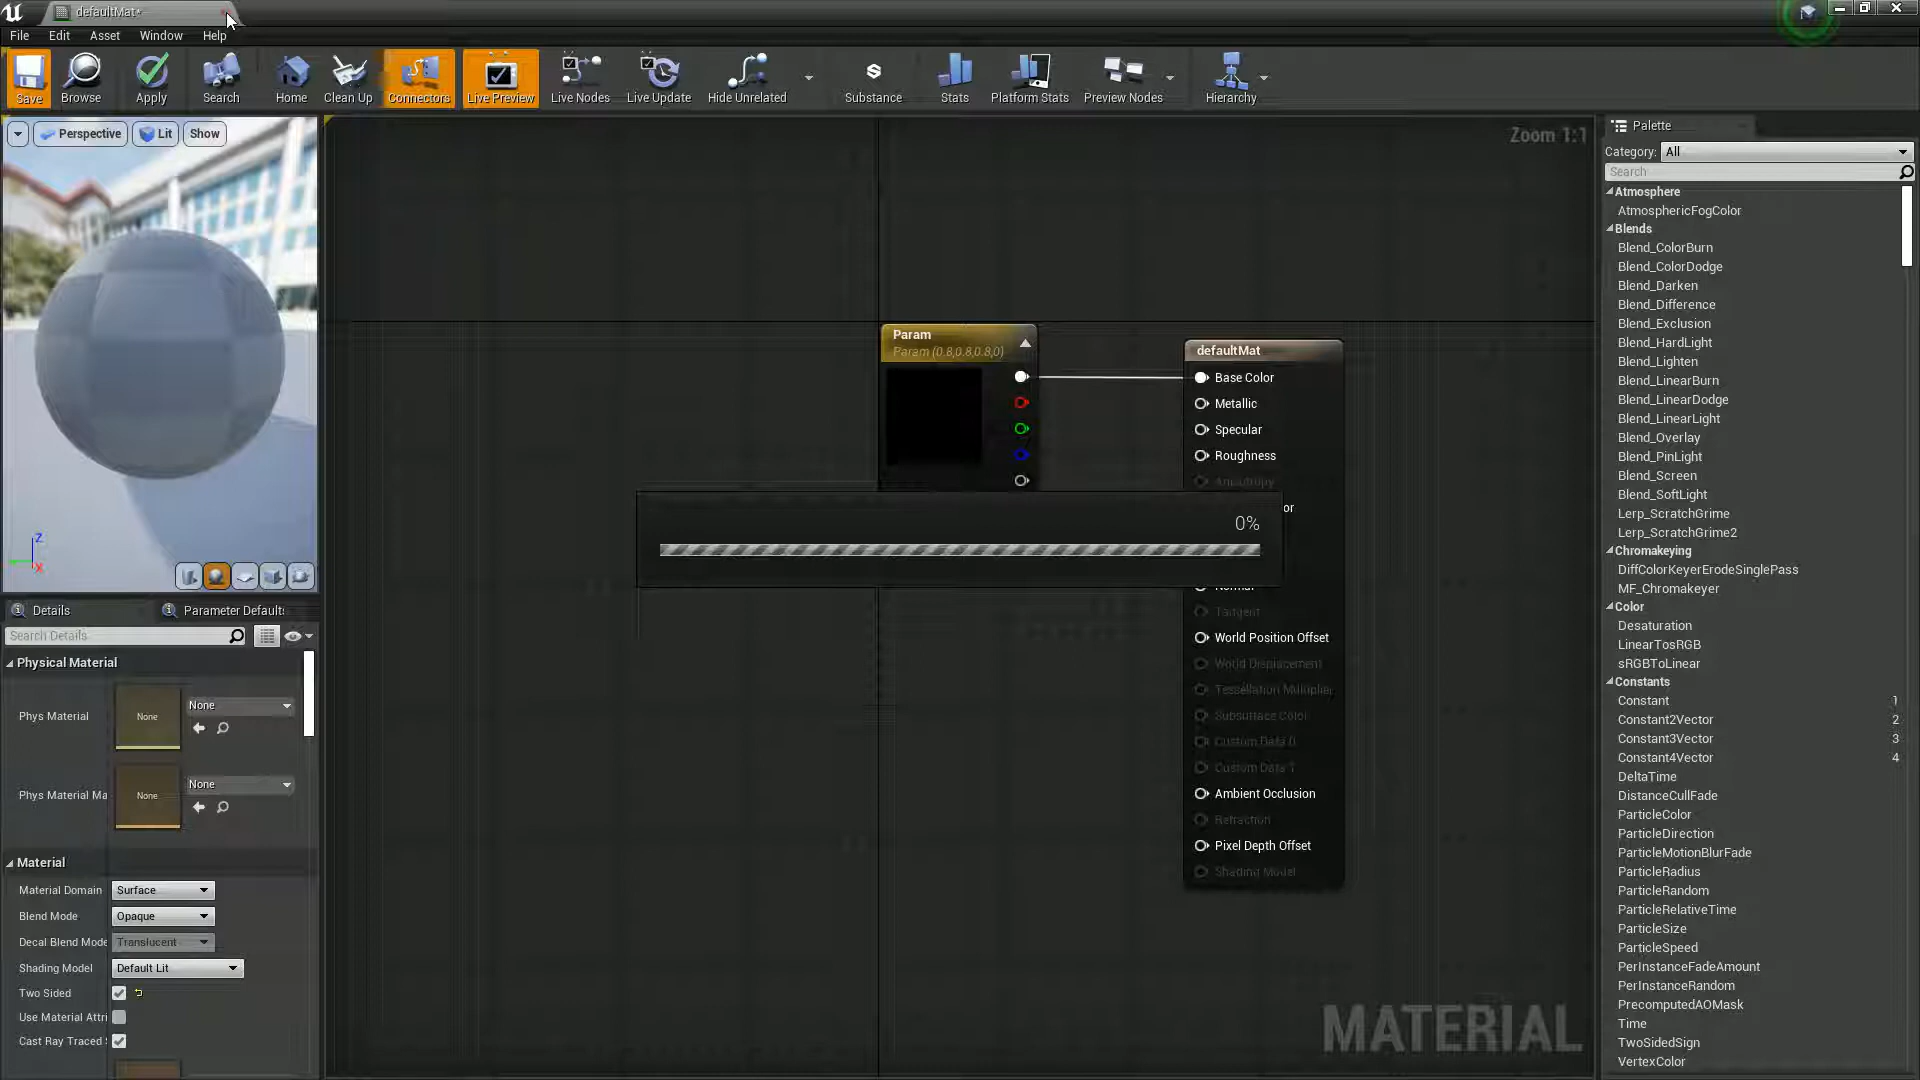 defaultMat*
File Edit Asset Window Help
Save Browse Apply Search Home Clean Up Connectors Live Preview Live Nodes Live Update Hide Unrelated Substance Stats Platform Stats Preview Nodes Hierarchy
Perspective Lit Show
Zoom 1:1
Palette
Category: All
Search
Atmosphere
AtmosphericFogColor
Blends
Blend_ColorBurn
Blend_ColorDodge
Blend_Darken
Blend_Difference
Blend_Exclusion
Blend_HardLight
Blend_Lighten
Blend_LinearBurn
Blend_LinearDodge
Blend_LinearLight
Blend_Overlay
Blend_PinLight
Blend_Screen
Blend_SoftLight
Lerp_ScratchGrime
Lerp_ScratchGrime2
Chromakeying
DiffColorKeyerErodeSinglePass
MF_Chromakeyer
Color
Desaturation
LinearTosRGB
sRGBToLinear
Constants
Constant 1
Constant2Vector 2
Constant3Vector 3
Constant4Vector 4
DeltaTime
DistanceCullFade
ParticleColor
ParticleDirection
ParticleMotionBlurFade
ParticleRadius
ParticleRandom
ParticleRelativeTime
ParticleSize
ParticleSpeed
PerInstanceFadeAmount
PerInstanceRandom
PrecomputedAOMask
Time
TwoSidedSign
VertexColor
Param
Param (0.8,0.8,0.8,0)
defaultMat
Base Color
Metallic
Specular
Roughness
Anisotropy
or
0%
Normal
Tangent
World Position Offset
World Displacement
Tessellation Multiplier
Subsurface Color
Custom Data 0
Custom Data 1
Ambient Occlusion
Refraction
Pixel Depth Offset
Shading Model
MATERIAL
Z
X
Details Parameter Defaults
Search Details
Physical Material
Phys Material None None
Phys Material Ma None None
Material
Material Domain Surface
Blend Mode Opaque
Decal Blend Mode Translucent
Shading Model Default Lit
Two Sided
Use Material Attri
Cast Ray Traced